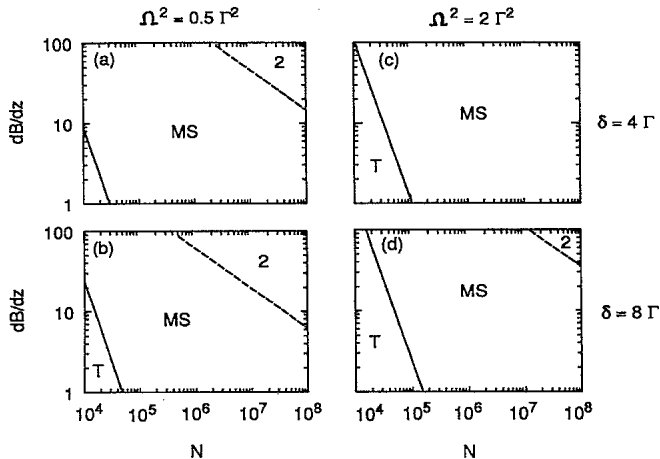 Ω² = 0.5 Γ² Ω² = 2 Γ²
100 (a) 2 (c)
dB/dz 10 MS MS δ = 4 Γ
T
1
100 (b) 2 (d) 2
dB/dz 10 MS MS δ = 8 Γ
T T
1
10⁴ 10⁵ 10⁶ 10⁷ 10⁸ 10⁴ 10⁵ 10⁶ 10⁷ 10⁸
N N